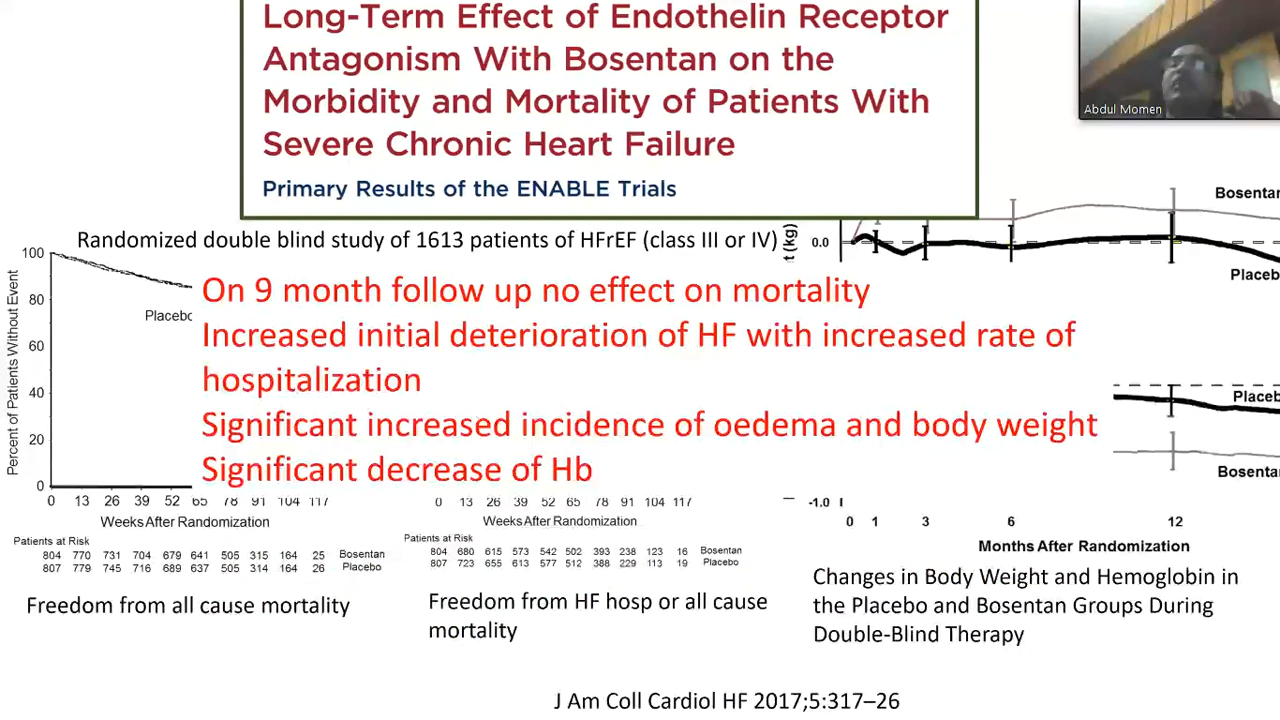 Long-Term Effect of Endothelin Receptor
Antagonism With Bosentan on the
Morbidity and Mortality of Patients With
Severe Chronic Heart Failure
Primary Results of the ENABLE Trials
Abdul Momen
Randomized double blind study of 1613 patients of HFrEF (class III or IV)
On 9 month follow up no effect on mortality
Increased initial deterioration of HF with increased rate of
hospitalization
Significant increased incidence of oedema and body weight
Significant decrease of Hb
Percent of Patients Without Event
100
80
60
40
20
0
Placebo
0 13 26 39 52 65 78 91 104 117
Weeks After Randomization
Patients at Risk
804 770 731 704 679 641 505 315 164 25 Bosentan
807 779 745 716 689 637 505 314 164 26 Placebo
Freedom from all cause mortality
0 13 26 39 52 65 78 91 104 117
Weeks After Randomization
Patients at Risk
804 680 615 573 542 502 393 238 123 16 Bosentan
807 723 655 613 577 512 388 229 113 19 Placebo
Freedom from HF hosp or all cause
mortality
t (kg)
0.0
Bosentan
Placeb
Placeb
Bosentan
-1.0
0 1 3 6 12
Months After Randomization
Changes in Body Weight and Hemoglobin in
the Placebo and Bosentan Groups During
Double-Blind Therapy
J Am Coll Cardiol HF 2017;5:317–26